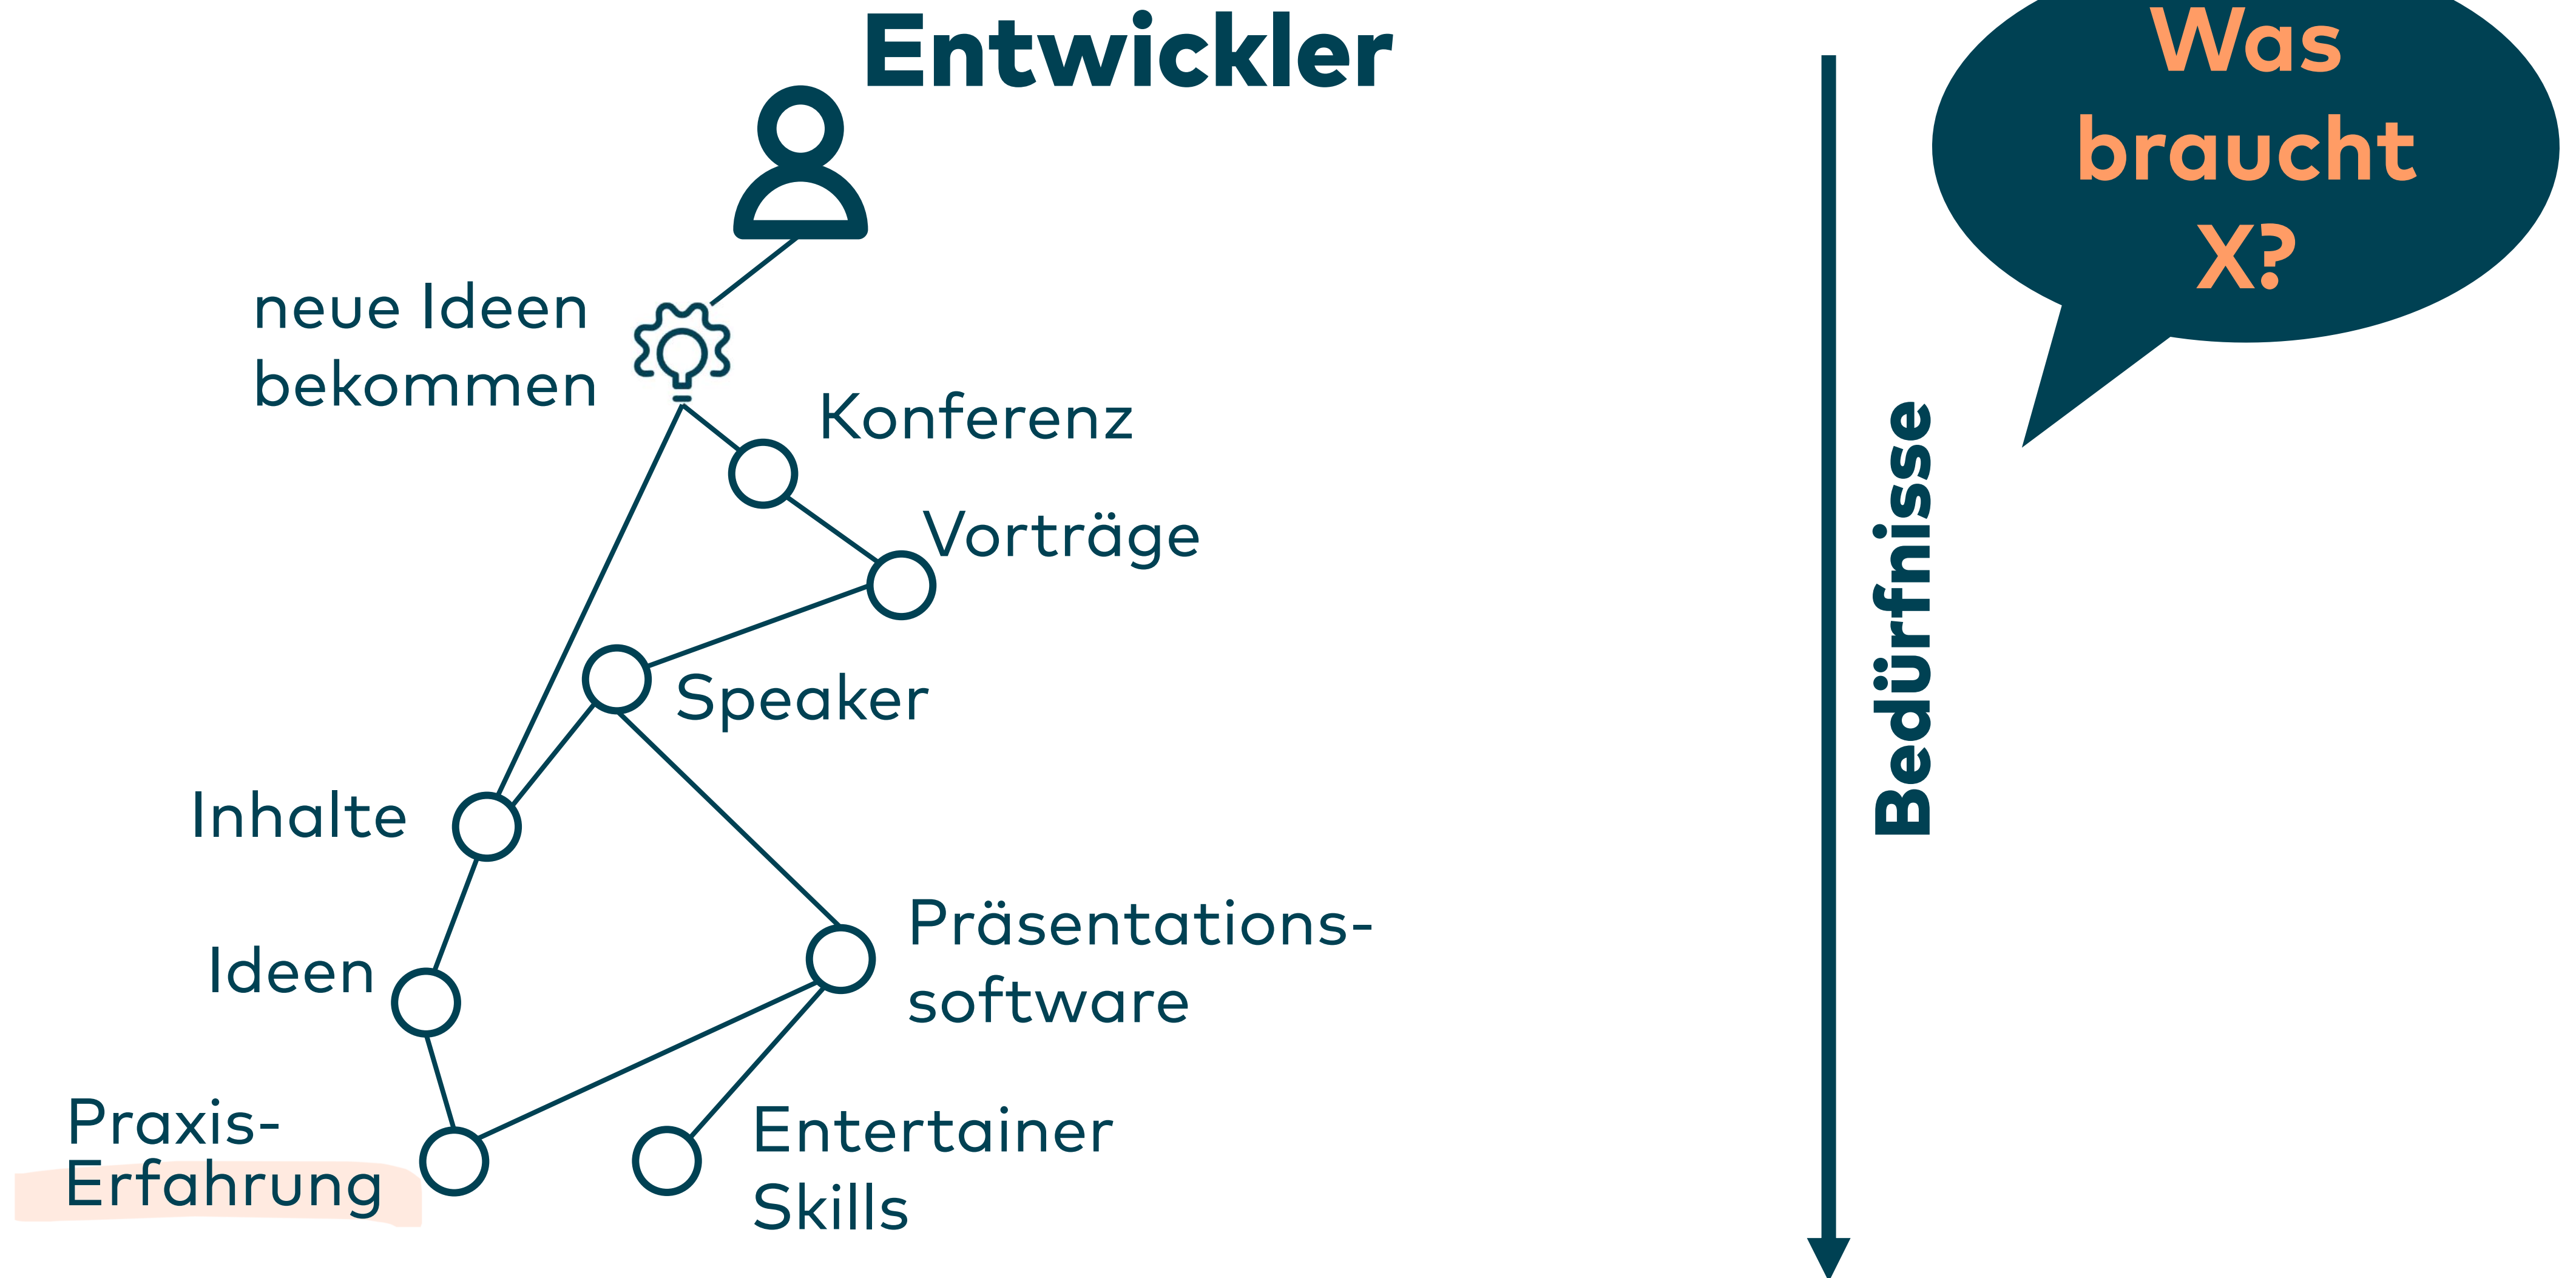 Entwickler
Was
braucht
X?
neue Ideen
bekommen
Konferenz
Vorträge
Bedürfnisse
Speaker
Inhalte
Präsentations-
software
Ideen
Praxis-
Erfahrung
Entertainer
Skills